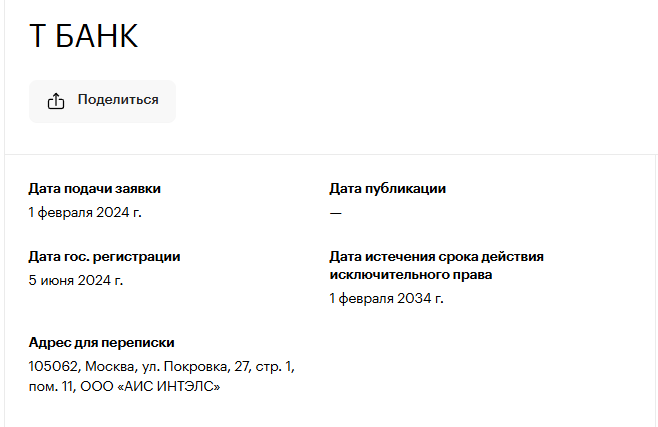 Т БАНК
Поделиться
Дата подачи заявки
1 февраля 2024 г.
Дата публикации
—
Дата гос. регистрации
5 июня 2024 г.
Дата истечения срока действия
исключительного права
1 февраля 2034 г.
Адрес для переписки
105062, Москва, ул. Покровка, 27, стр. 1,
пом. 11, ООО «АИС ИНТЭЛС»